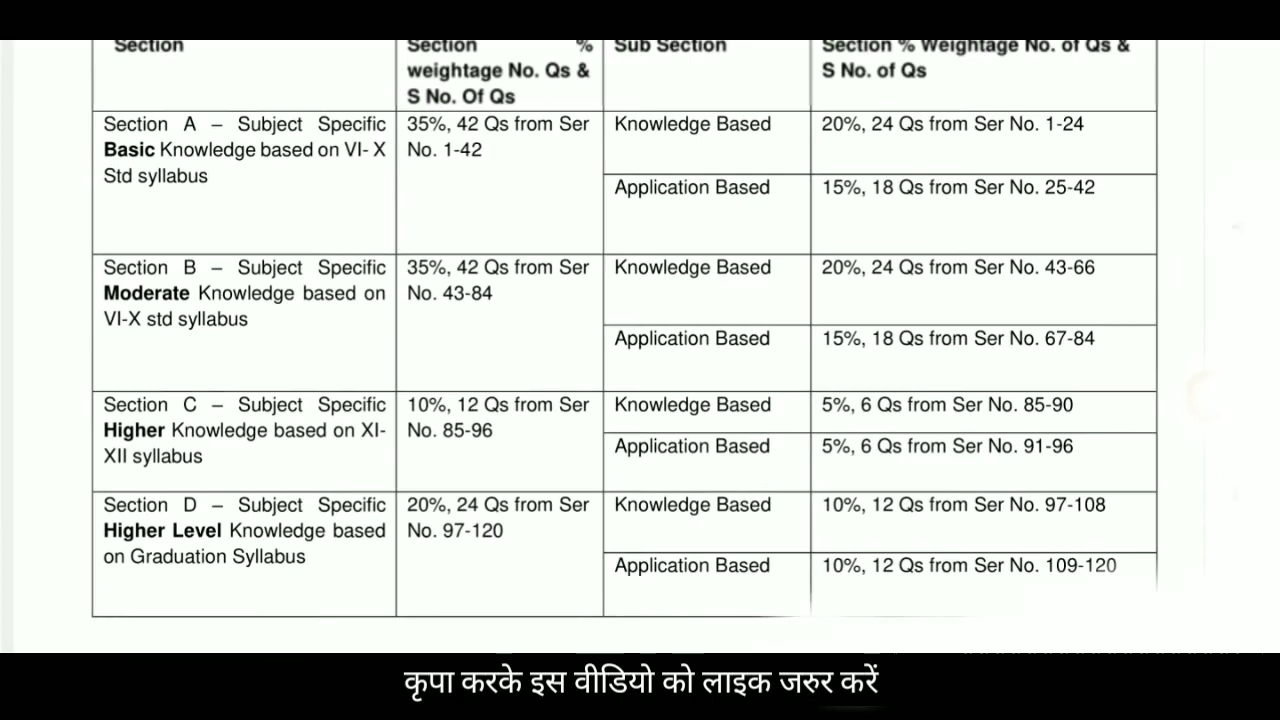 Section
Section %
weightage No. Qs &
S No. Of Qs
Sub Section
Section % Weightage No. of Qs &
S No. of Qs
Section A – Subject Specific
Basic Knowledge based on VI- X
Std syllabus
35%, 42 Qs from Ser
No. 1-42
Knowledge Based
20%, 24 Qs from Ser No. 1-24
Application Based
15%, 18 Qs from Ser No. 25-42
Section B – Subject Specific
Moderate Knowledge based on
VI-X std syllabus
35%, 42 Qs from Ser
No. 43-84
Knowledge Based
20%, 24 Qs from Ser No. 43-66
Application Based
15%, 18 Qs from Ser No. 67-84
Section C – Subject Specific
Higher Knowledge based on XI-
XII syllabus
10%, 12 Qs from Ser
No. 85-96
Knowledge Based
5%, 6 Qs from Ser No. 85-90
Application Based
5%, 6 Qs from Ser No. 91-96
Section D – Subject Specific
Higher Level Knowledge based
on Graduation Syllabus
20%, 24 Qs from Ser
No. 97-120
Knowledge Based
10%, 12 Qs from Ser No. 97-108
Application Based
10%, 12 Qs from Ser No. 109-120
कृपा करके इस वीडियो को लाइक जरुर करें